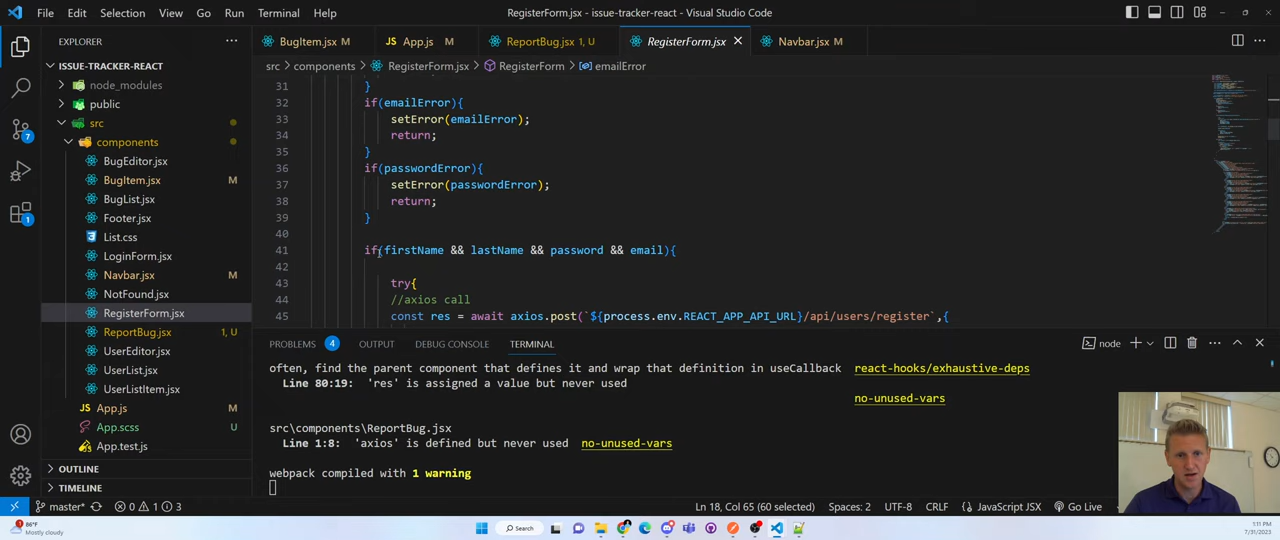 File Edit Selection View Go Run Terminal Help
RegisterForm.jsx - issue-tracker-react - Visual Studio Code
EXPLORER
ISSUE-TRACKER-REACT
node_modules
public
src
components
BugEditor.jsx
BugItem.jsx M
BugList.jsx
Footer.jsx
List.css
LoginForm.jsx
Navbar.jsx M
NotFound.jsx
RegisterForm.jsx
ReportBug.jsx 1, U
UserEditor.jsx
UserList.jsx
UserListItem.jsx
App.js M
App.scss U
App.test.js
OUTLINE
TIMELINE
7
1
BugItem.jsx M
App.js M
ReportBug.jsx 1, U
RegisterForm.jsx
Navbar.jsx M
src > components > RegisterForm.jsx > RegisterForm > emailError
31 }
32 if(emailError){
33 setError(emailError);
34 return;
35 }
36 if(passwordError){
37 setError(passwordError);
38 return;
39 }
40
41 if(firstName && lastName && password && email){
42
43 try{
44 //axios call
45 const res = await axios.post(`${process.env.REACT_APP_API_URL}/api/users/register`,{
PROBLEMS 4 OUTPUT DEBUG CONSOLE TERMINAL
node
often, find the parent component that defines it and wrap that definition in useCallback react-hooks/exhaustive-deps
Line 80:19: 'res' is assigned a value but never used
no-unused-vars
src\components\ReportBug.jsx
Line 1:8: 'axios' is defined but never used no-unused-vars
webpack compiled with 1 warning
master* 0 1 3
Ln 18, Col 65 (60 selected) Spaces: 2 UTF-8 CRLF JavaScript JSX Go Live
86°F
Mostly cloudy
Search
1:11 PM
7/31/2023